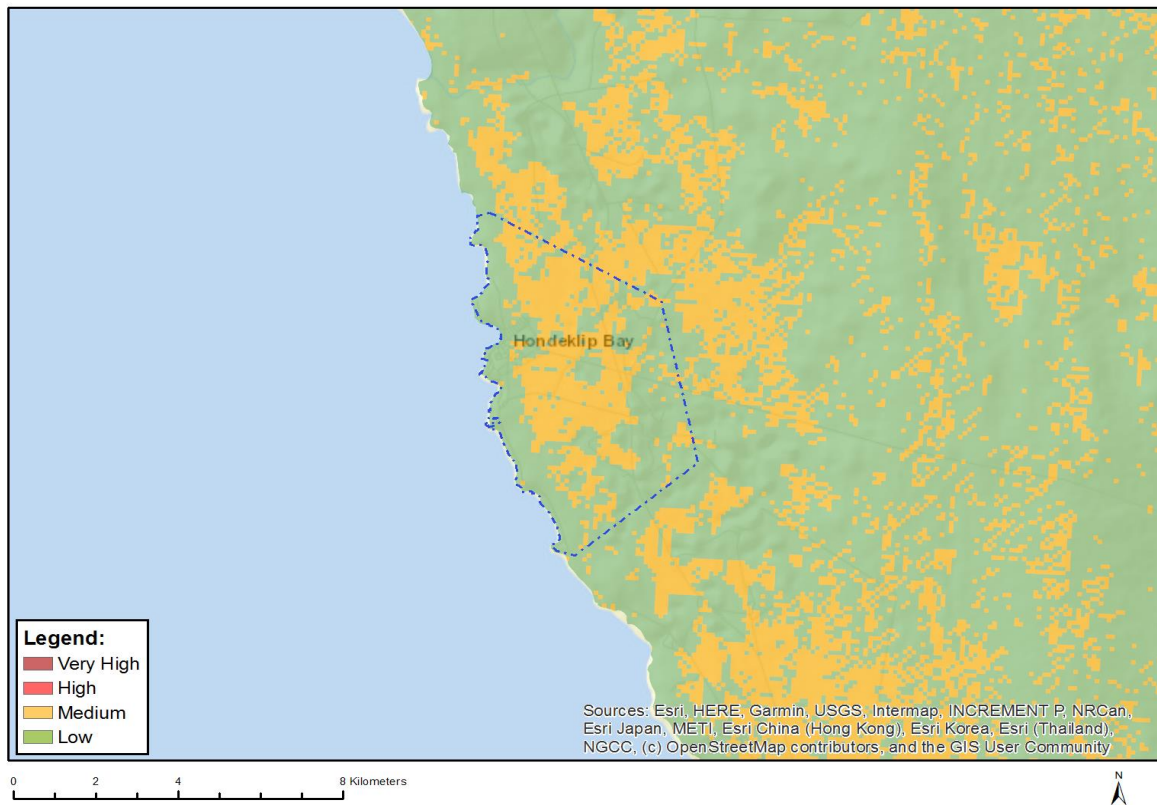 Hondeklip Bay
Legend:
Very High
High
Medium
Low
Sources: Esri, HERE, Garmin, USGS, Intermap, INCREMENT P, NRCan,
Esri Japan, METI, Esri China (Hong Kong), Esri Korea, Esri (Thailand),
NGCC, (c) OpenStreetMap contributors, and the GIS User Community
0 2 4 8 Kilometers
N